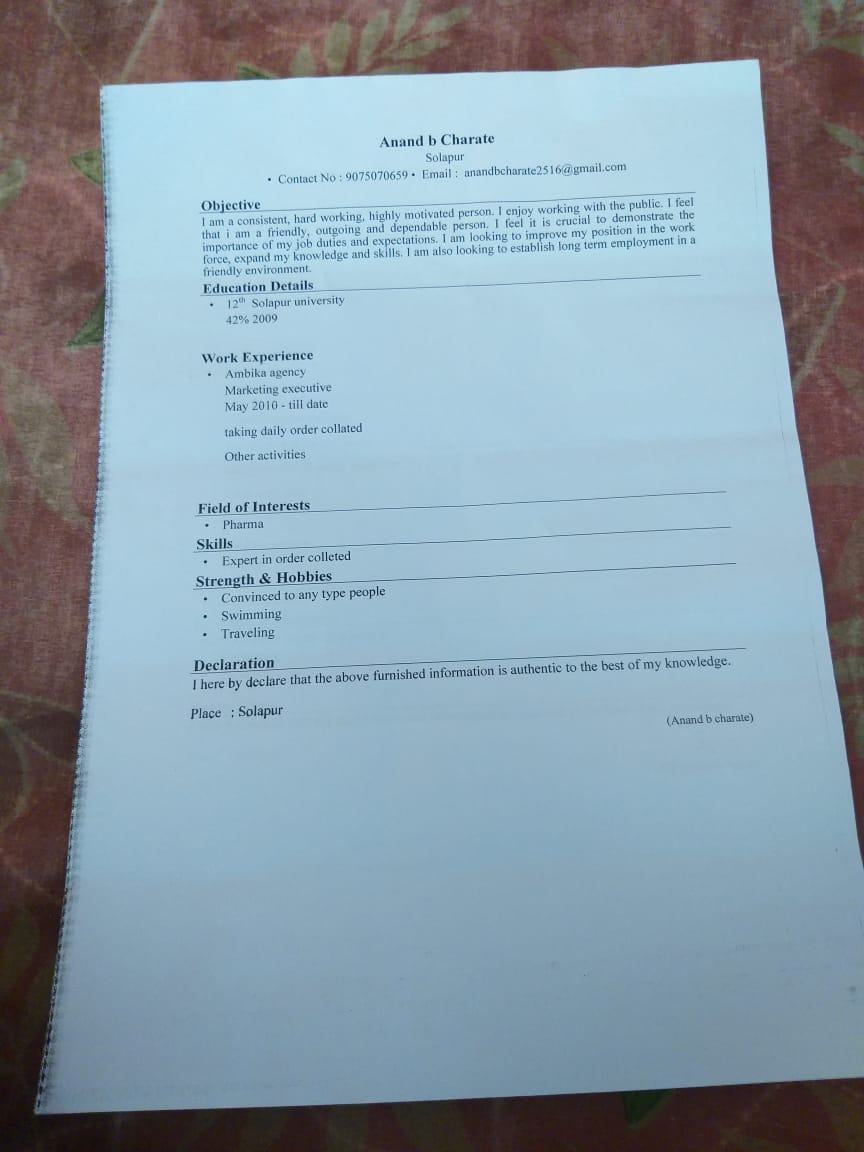 Anand b Charate
Solapur
• Contact No : 9075070659 • Email : anandbcharate2516@gmail.com
Objective
I am a consistent, hard working, highly motivated person. I enjoy working with the public. I feel
that i am a friendly, outgoing and dependable person. I feel it is crucial to demonstrate the
importance of my job duties and expectations. I am looking to improve my position in the work
force, expand my knowledge and skills. I am also looking to establish long term employment in a
friendly environment.
Education Details
• 12th Solapur university
42% 2009
Work Experience
• Ambika agency
Marketing executive
May 2010 - till date
taking daily order collated
Other activities
Field of Interests
• Pharma
Skills
• Expert in order colleted
Strength & Hobbies
• Convinced to any type people
• Swimming
• Traveling
Declaration
I here by declare that the above furnished information is authentic to the best of my knowledge.
Place : Solapur
(Anand b charate)